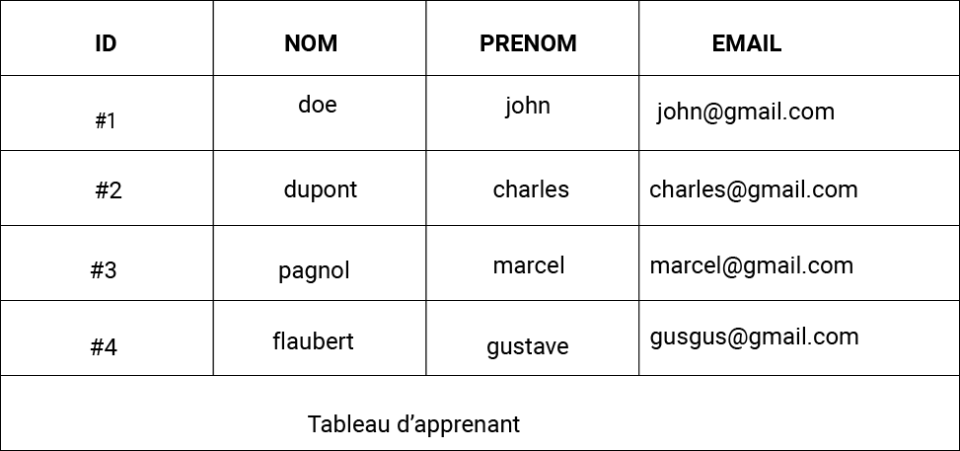 ID NOM PRENOM EMAIL
#1 doe john john@gmail.com
#2 dupont charles charles@gmail.com
#3 pagnol marcel marcel@gmail.com
#4 flaubert gustave gusgus@gmail.com
Tableau d’apprenant